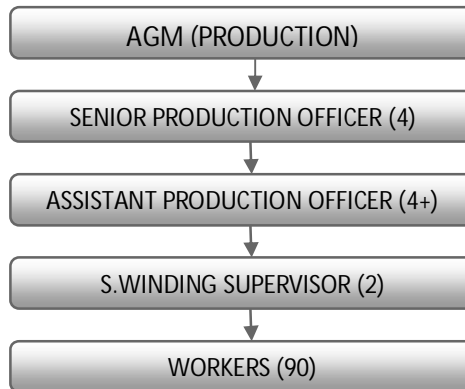 AGM (PRODUCTION)
SENIOR PRODUCTION OFFICER (4)
ASSISTANT PRODUCTION OFFICER (4+)
S.WINDING SUPERVISOR (2)
WORKERS (90)